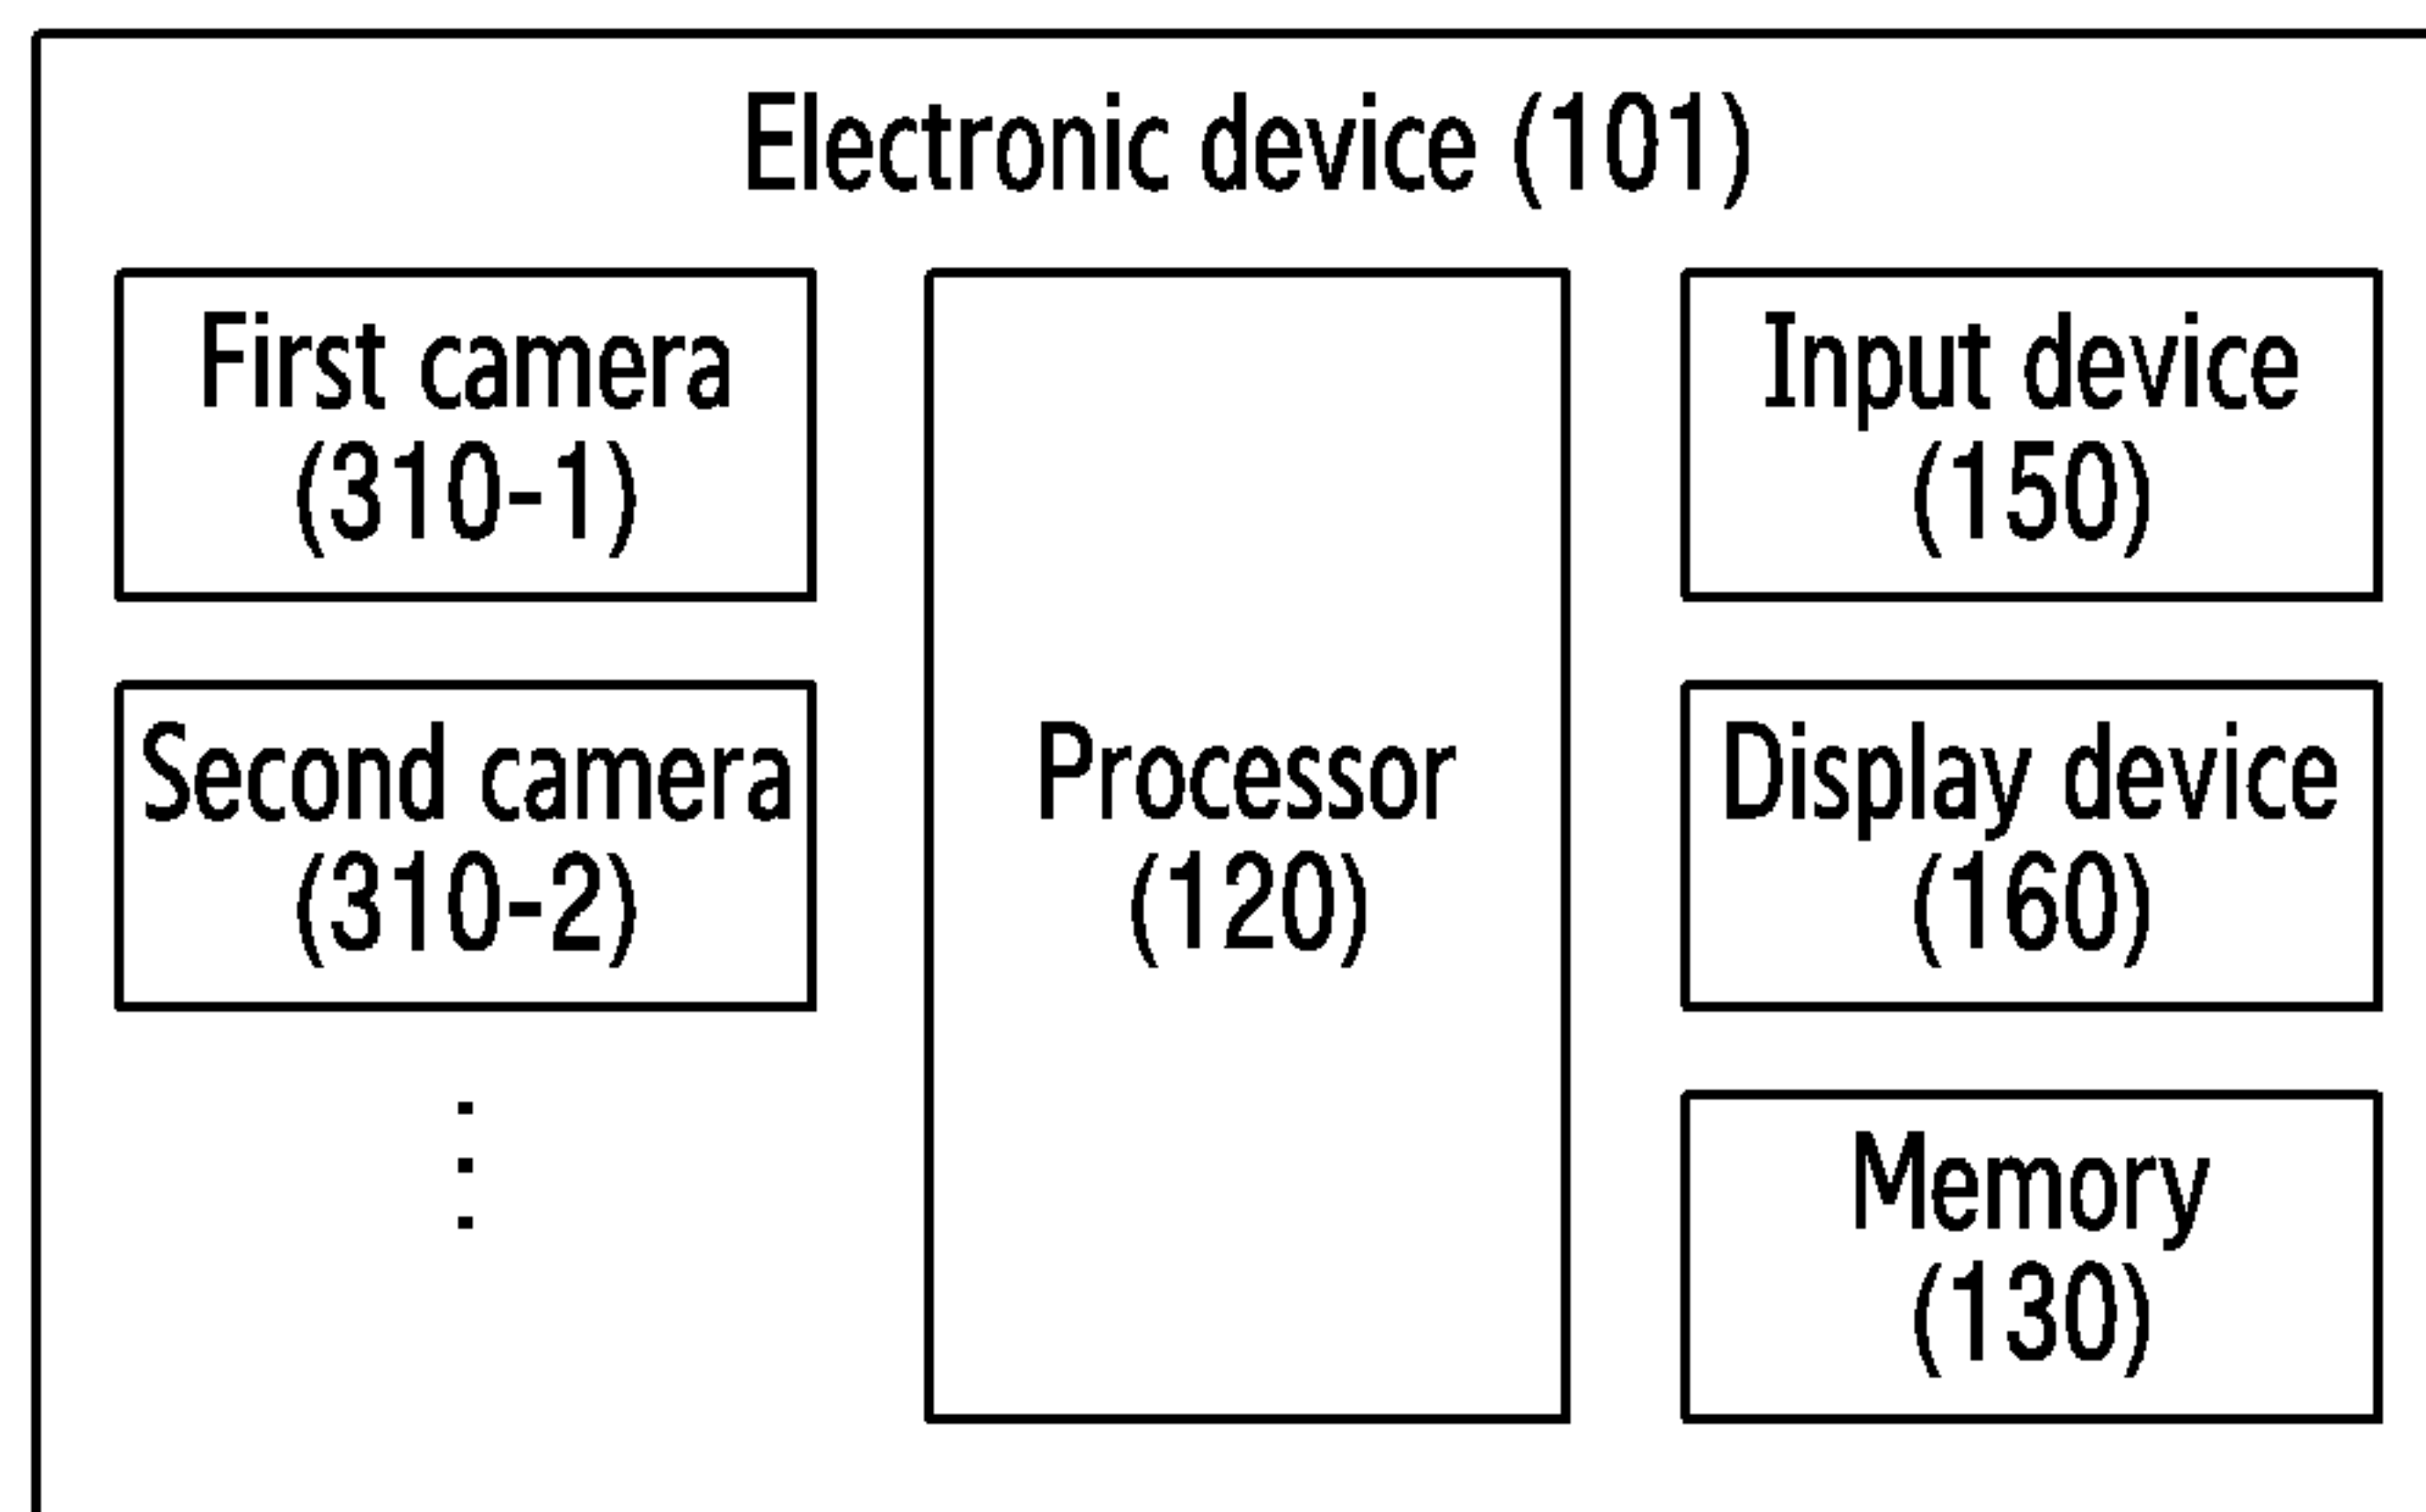 Electronic device (101)
First camera
(310-1)
Second camera
(310-2)
Processor
(120)
Input device
(150)
Display device
(160)
Memory
(130)